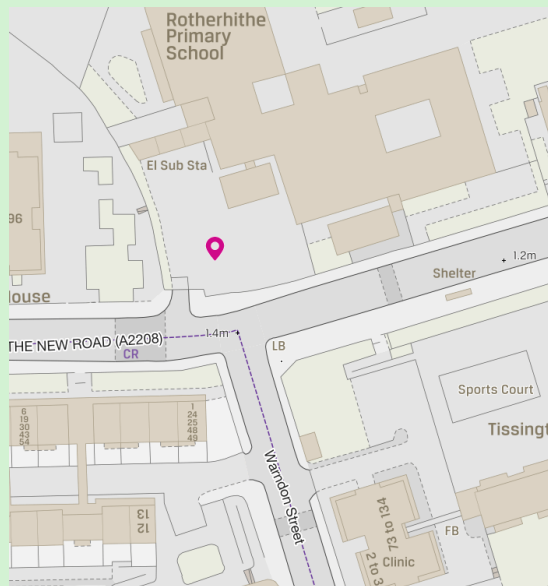 Rotherhithe
Primary
School
El Sub Sta
96
House
1.2m
Shelter
THE NEW ROAD (A2208)
1.4m
CR
LB
Sports Court
Tissingt
6
19
30
43
54
1
24
25
48
49
Warndon Street
13
12
73 to 134
3 to 2
FB
Clinic